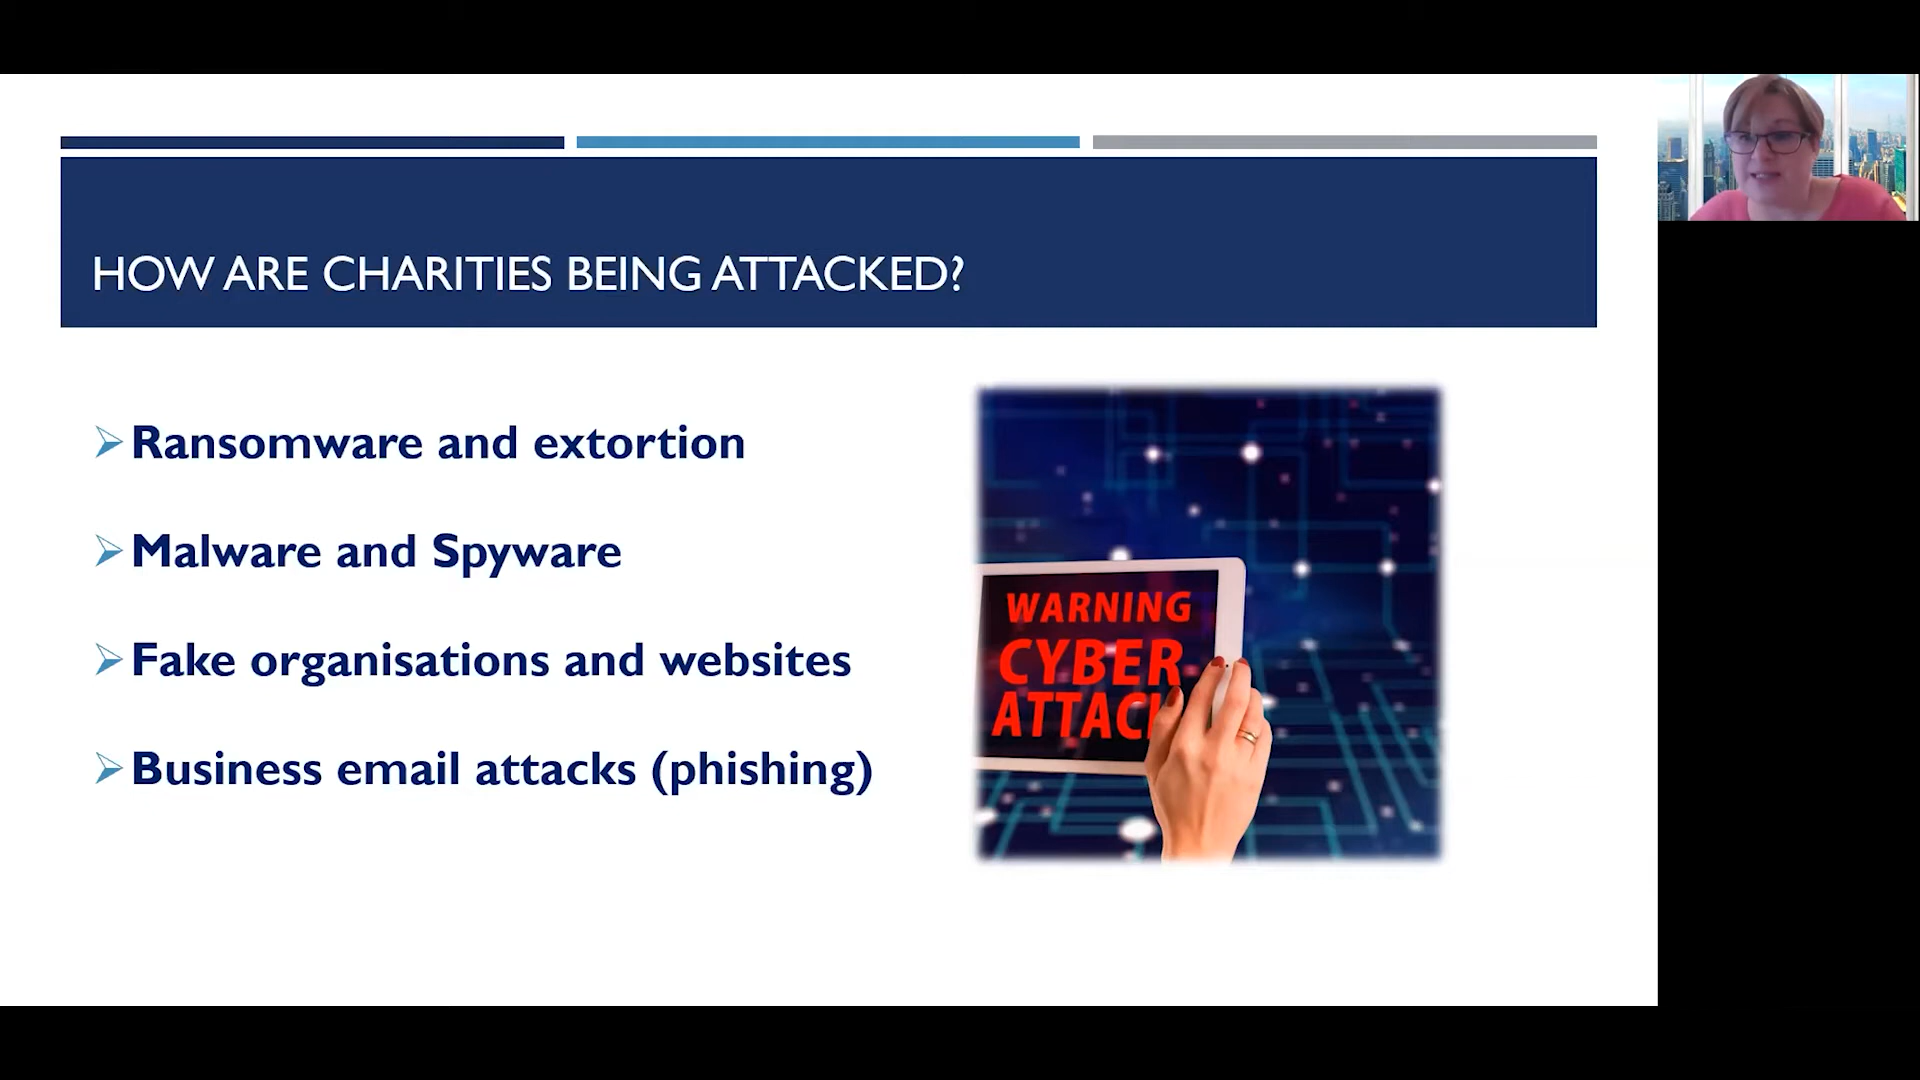 HOW ARE CHARITIES BEING ATTACKED?
Ransomware and extortion
Malware and Spyware
Fake organisations and websites
Business email attacks (phishing)
WARNING
CYBER
ATTAC